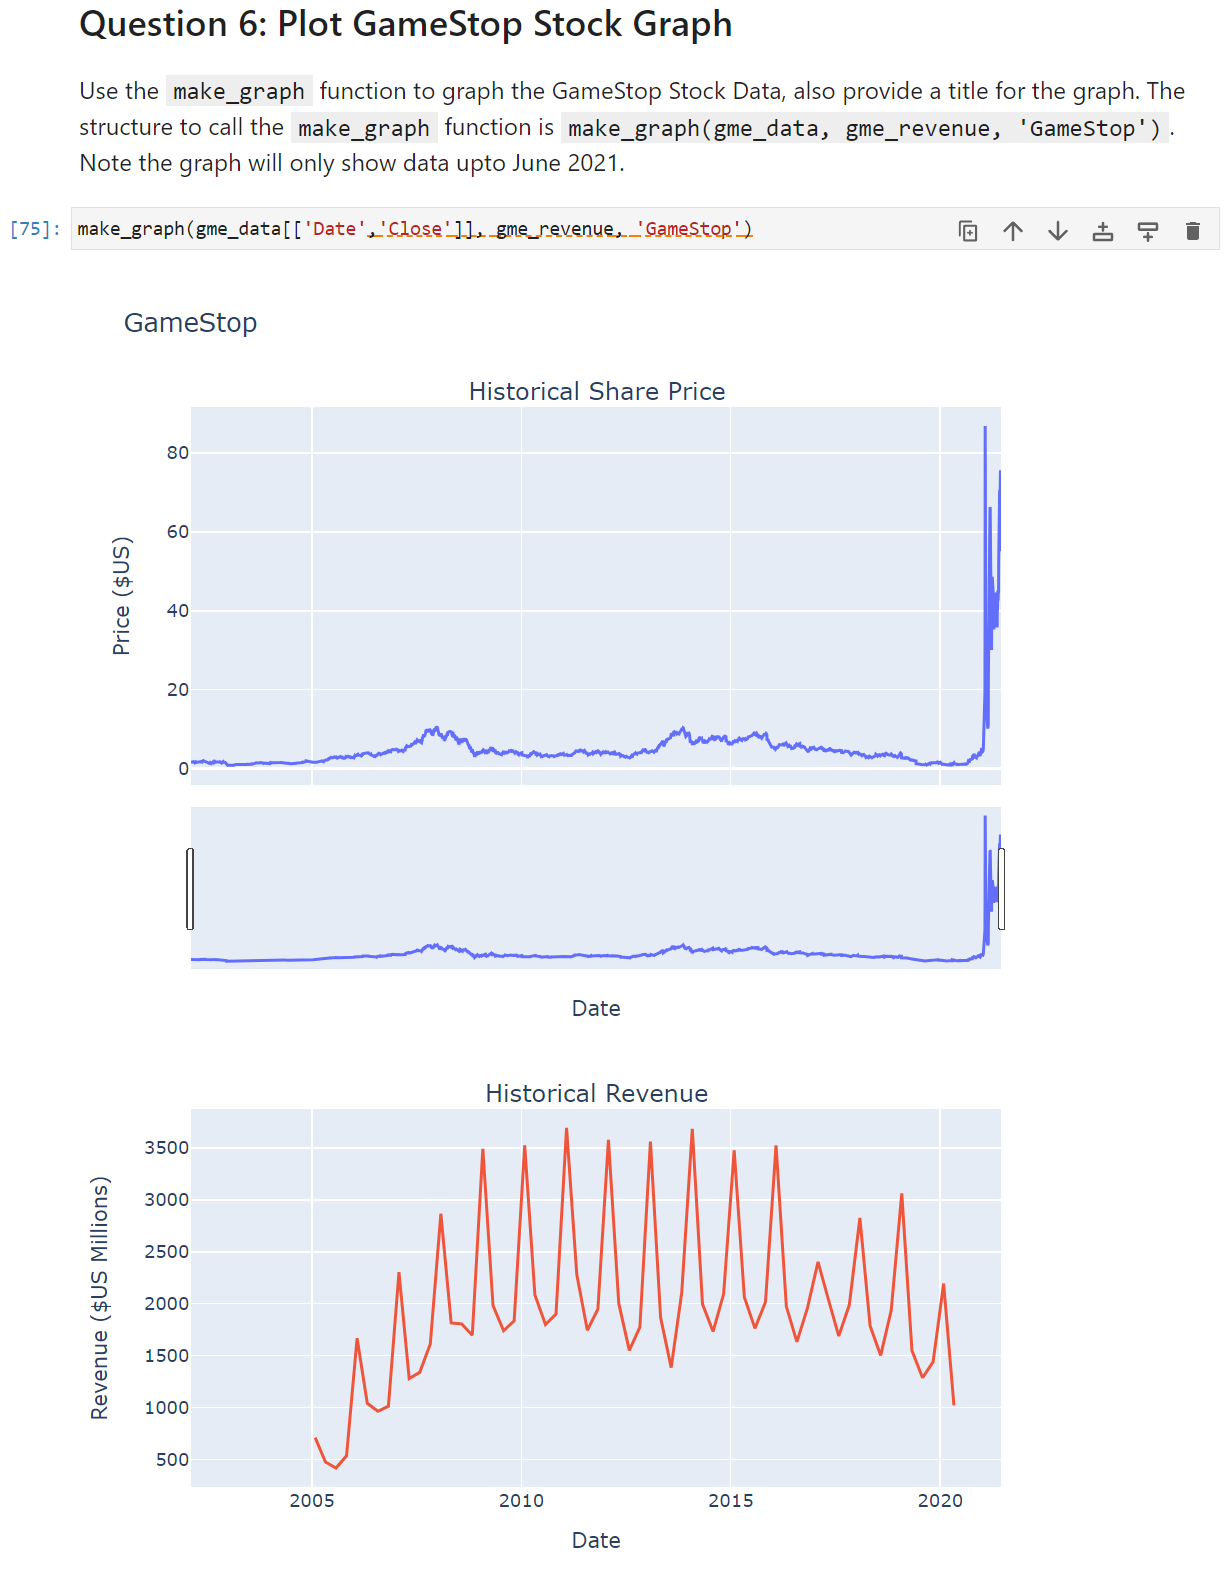 Question 6: Plot GameStop Stock Graph
Use the make_graph function to graph the GameStop Stock Data, also provide a title for the graph. The
structure to call the make_graph function is make_graph(gme_data, gme_revenue, 'GameStop').
Note the graph will only show data upto June 2021.
[75]: make_graph(gme_data[['Date','Close']], gme_revenue, 'GameStop')
GameStop
Historical Share Price
80
60
40
20
0
Price ($US)
Date
Historical Revenue
3500
3000
2500
2000
1500
1000
500
Revenue ($US Millions)
2005 2010 2015 2020
Date